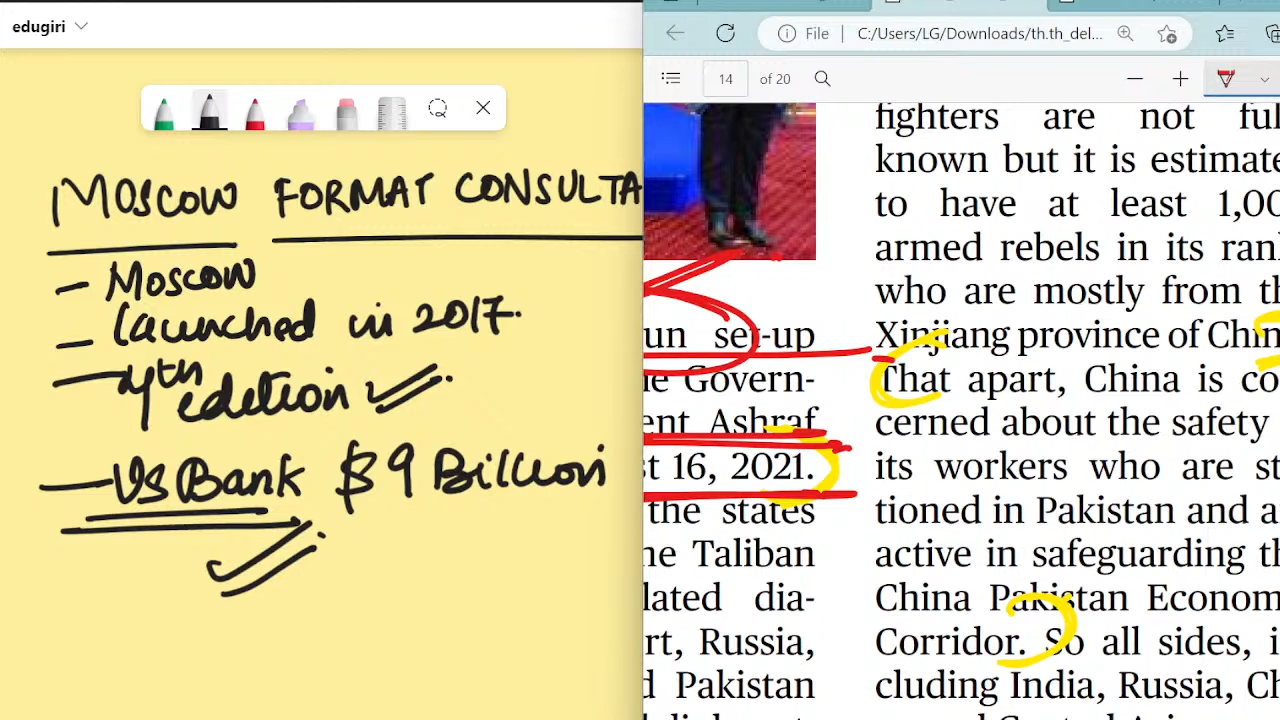 edugiri
MOSCOW FORMAT CONSULTA
- MOSCOW
- launched in 2017.
- 4th edition
- US Bank $9 Billion
File C:/Users/LG/Downloads/th.th_del...
14 of 20
un set-up
e Govern-
ent Ashraf
st 16, 2021.
the states
he Taliban
lated dia-
rt, Russia,
d Pakistan
fighters are not ful
known but it is estimate
to have at least 1,00
armed rebels in its rank
who are mostly from th
Xinjiang province of Chin
That apart, China is co
cerned about the safety
its workers who are st
tioned in Pakistan and a
active in safeguarding th
China Pakistan Econom
Corridor. So all sides, i
cluding India, Russia, Ch